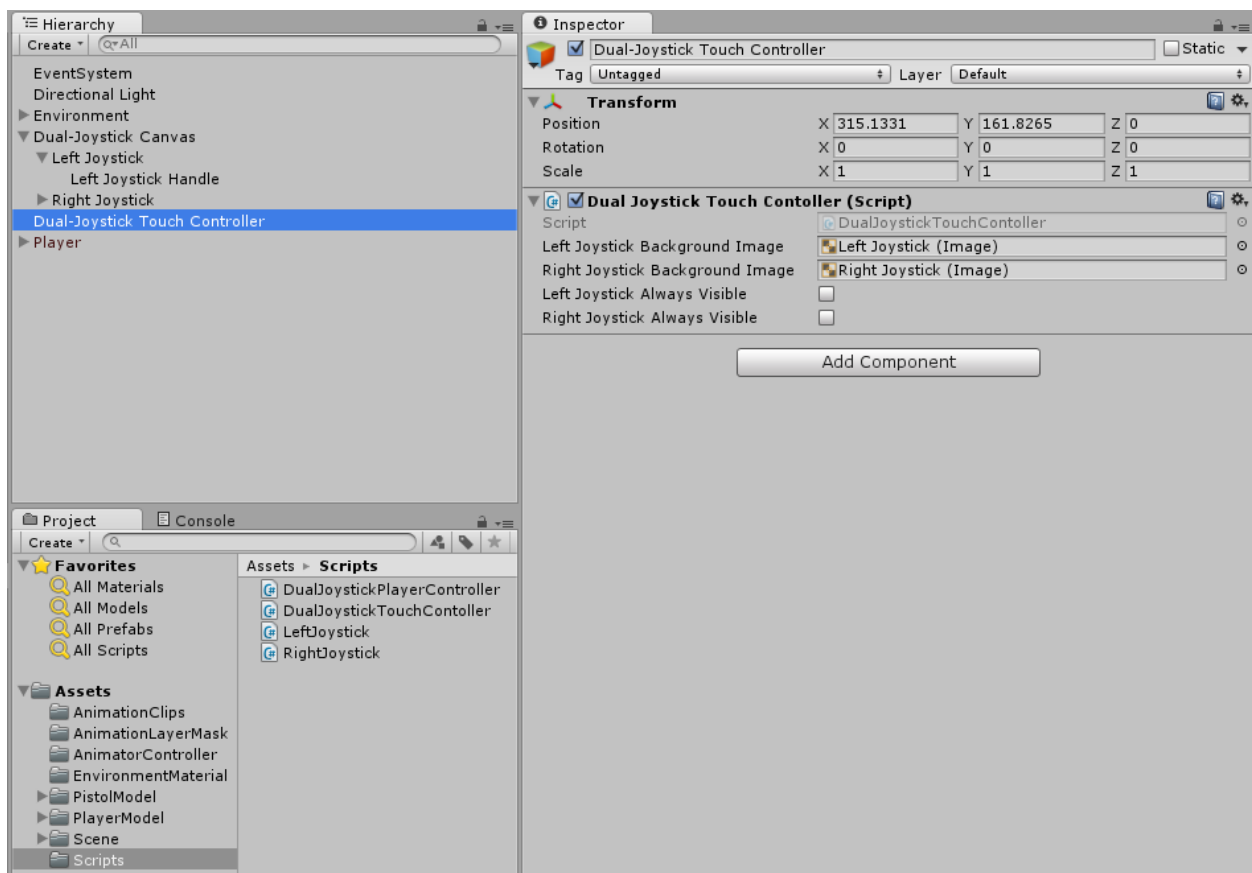 Hierarchy
Create
All
EventSystem
Directional Light
Environment
Dual-Joystick Canvas
Left Joystick
Left Joystick Handle
Right Joystick
Dual-Joystick Touch Controller
Player
Project Console
Create
Favorites
All Materials
All Models
All Prefabs
All Scripts
Assets
AnimationClips
AnimationLayerMask
AnimatorController
EnvironmentMaterial
PistolModel
PlayerModel
Scene
Scripts
Assets Scripts
DualJoystickPlayerController
DualJoystickTouchContoller
LeftJoystick
RightJoystick
Inspector
Dual-Joystick Touch Controller Static
Tag Untagged Layer Default
Transform
Position X 315.1331 Y 161.8265 Z 0
Rotation X 0 Y 0 Z 0
Scale X 1 Y 1 Z 1
Dual Joystick Touch Contoller (Script)
Script DualJoystickTouchContoller
Left Joystick Background Image Left Joystick (Image)
Right Joystick Background Image Right Joystick (Image)
Left Joystick Always Visible
Right Joystick Always Visible
Add Component